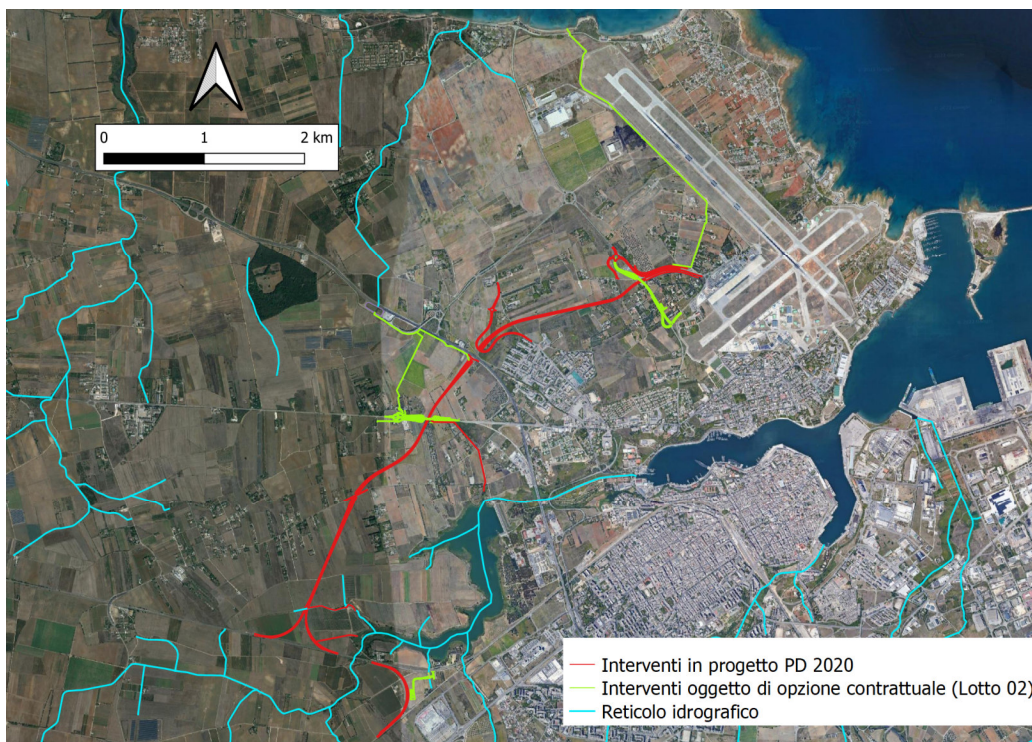 0 1 2 km
Interventi in progetto PD 2020
Interventi oggetto di opzione contrattuale (Lotto 02)
Reticolo idrografico